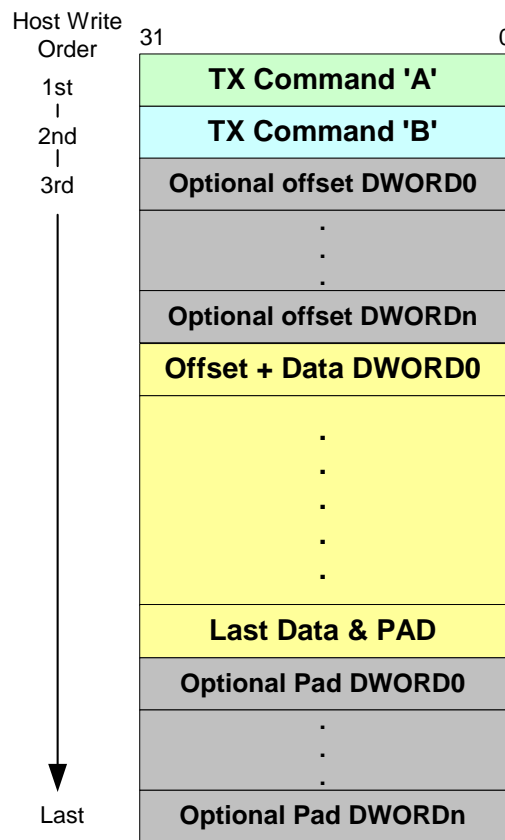 Host Write
Order
31
0
1st
TX Command 'A'
2nd
TX Command 'B'
3rd
Optional offset DWORD0
.
.
.
Optional offset DWORDn
Offset + Data DWORD0
.
.
.
.
.
Last Data & PAD
Optional Pad DWORD0
.
.
.
Last
Optional Pad DWORDn